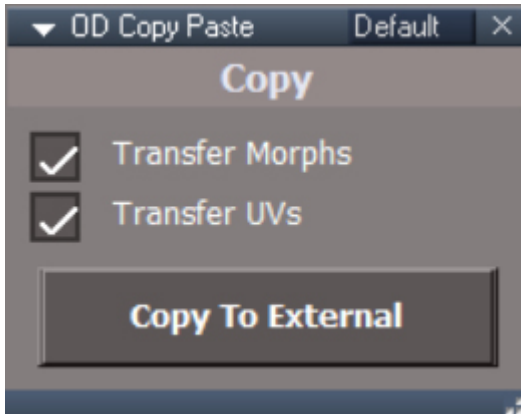 OD Copy Paste Default
Copy
Transfer Morphs
Transfer UVs
Copy To External